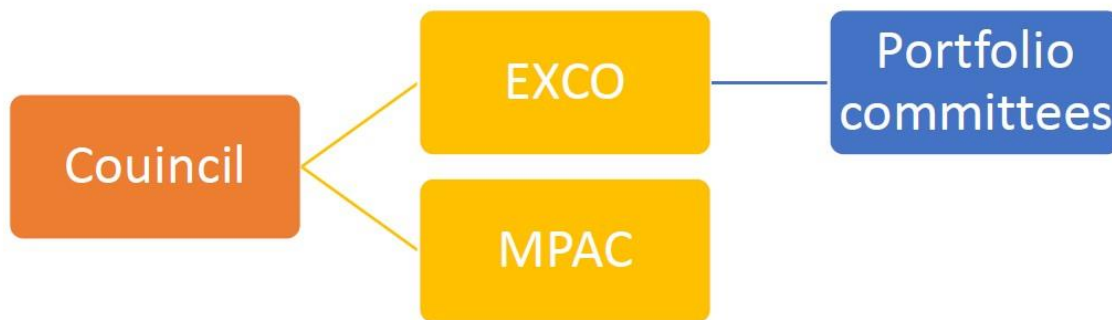 Couincil
EXCO
Portfolio
committees
MPAC